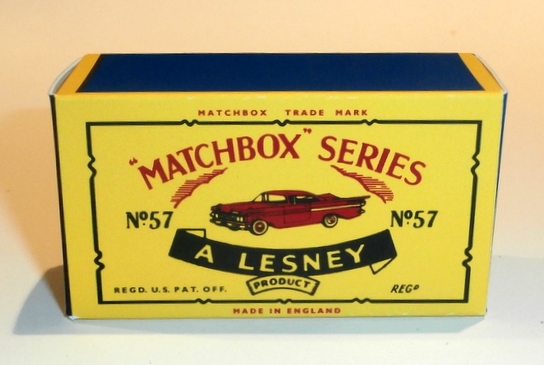 MATCHBOX TRADE MARK
"MATCHBOX" SERIES
Nº57 Nº57
A LESNEY
PRODUCT
REGD. U.S. PAT. OFF. REGD
MADE IN ENGLAND